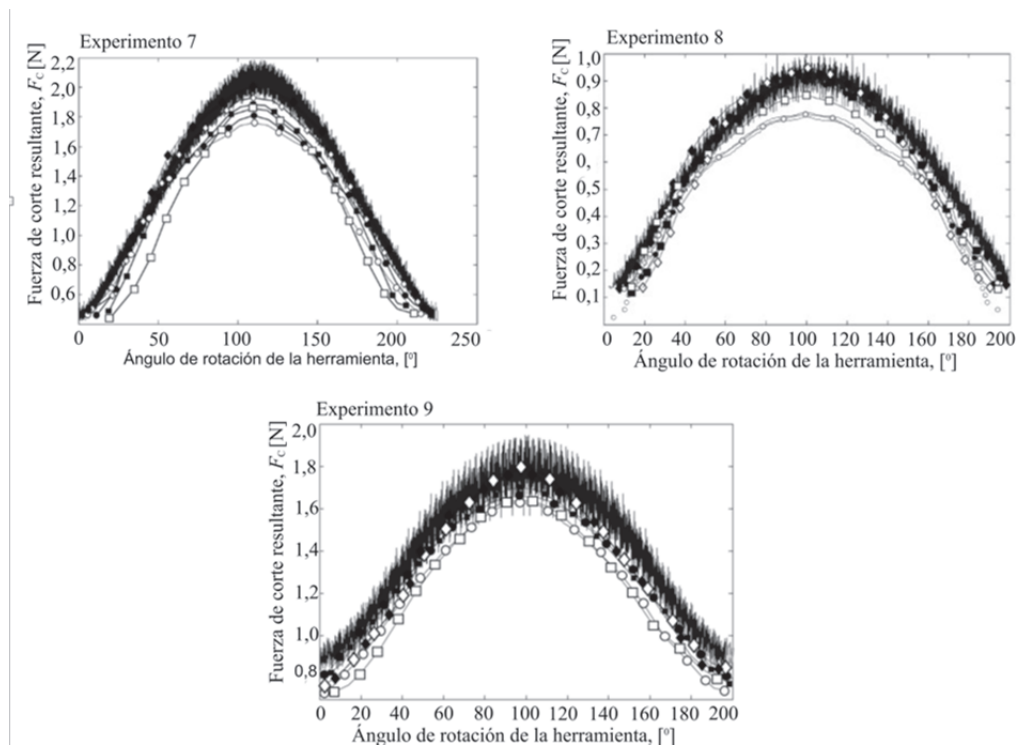 Experimento 7
Fuerza de corte resultante, Fc [N]
2,2
2,0
1,8
1,6
1,4
1,2
1,0
0,8
0,6
0 50 100 150 200 250
Ángulo de rotación de la herramienta, [º]
Experimento 8
Fuerza de corte resultante, Fc [N]
1,0
0,9
0,8
0,7
0,
0,5
0,4
0,3
0,2
0,1
0 20 40 60 80 100 120 140 160 180 200
Ángulo de rotación de la herramienta, [º]
Experimento 9
Fuerza de corte resultante, Fc [N]
2,0
1,8
1,6
1,4
1,2
1,0
0,8
0 20 40 60 80 100 120 140 160 180 200
Ángulo de rotación de la herramienta, [º]